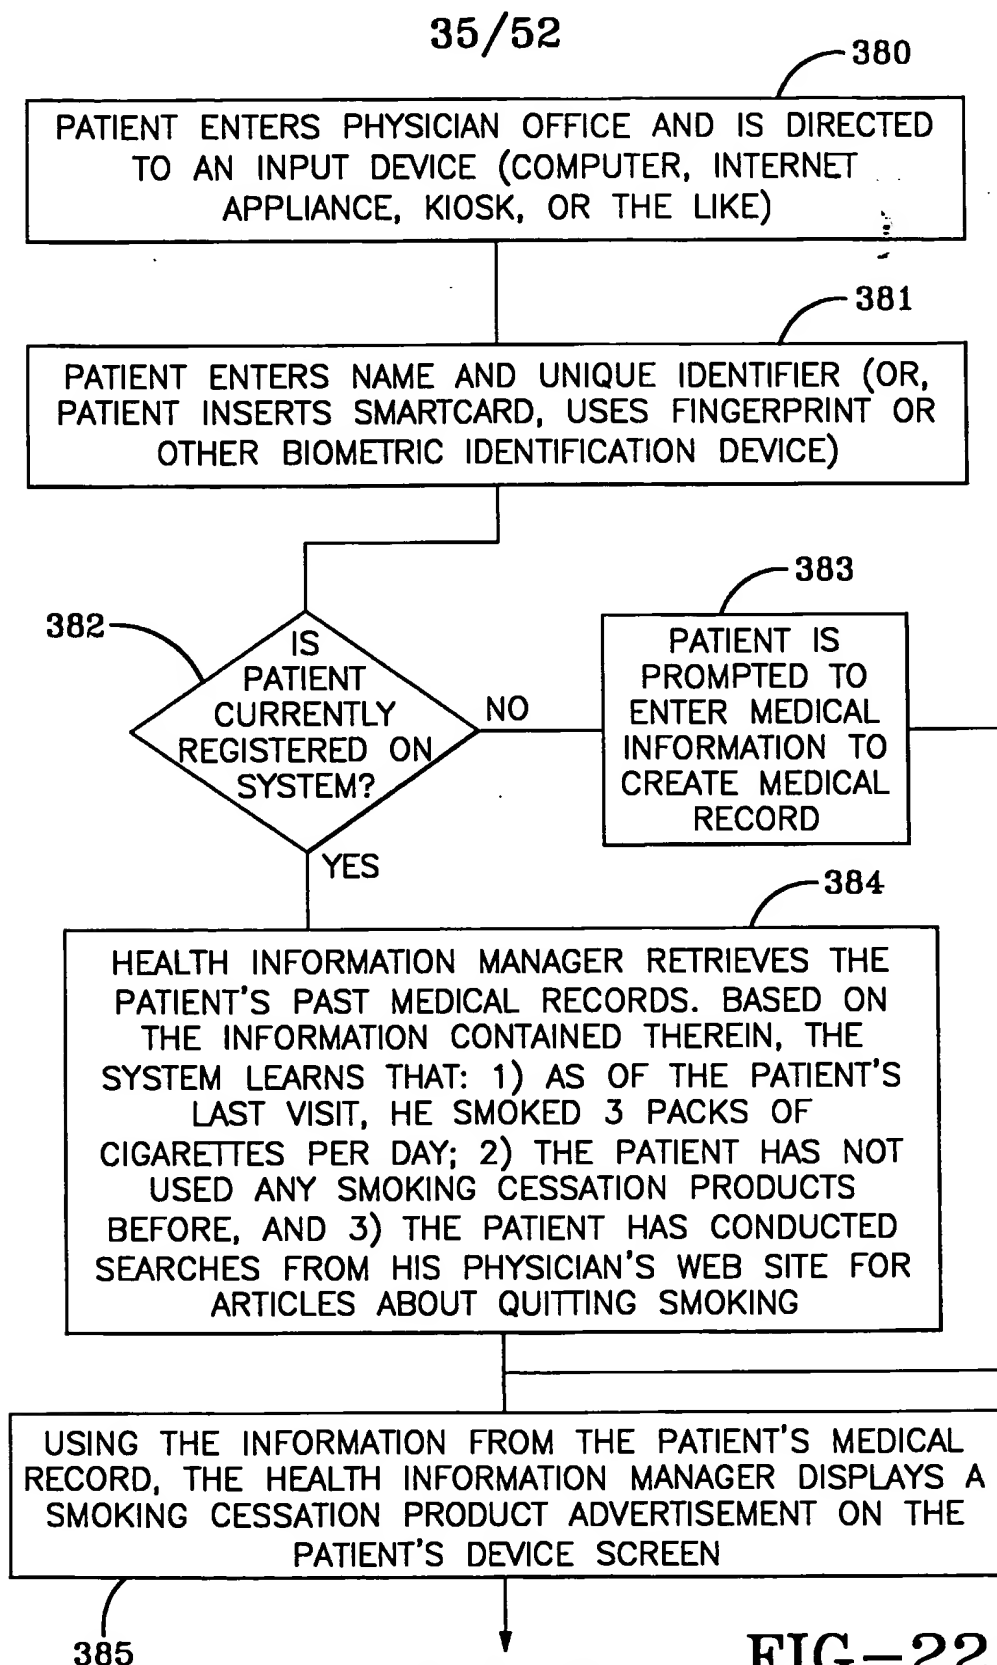 35/52
380
PATIENT ENTERS PHYSICIAN OFFICE AND IS DIRECTED
TO AN INPUT DEVICE (COMPUTER, INTERNET
APPLIANCE, KIOSK, OR THE LIKE)
381
PATIENT ENTERS NAME AND UNIQUE IDENTIFIER (OR,
PATIENT INSERTS SMARTCARD, USES FINGERPRINT OR
OTHER BIOMETRIC IDENTIFICATION DEVICE)
382
IS
PATIENT
CURRENTLY
REGISTERED ON
SYSTEM?
NO
383
PATIENT IS
PROMPTED TO
ENTER MEDICAL
INFORMATION TO
CREATE MEDICAL
RECORD
YES
384
HEALTH INFORMATION MANAGER RETRIEVES THE
PATIENT'S PAST MEDICAL RECORDS. BASED ON
THE INFORMATION CONTAINED THEREIN, THE
SYSTEM LEARNS THAT: 1) AS OF THE PATIENT'S
LAST VISIT, HE SMOKED 3 PACKS OF
CIGARETTES PER DAY; 2) THE PATIENT HAS NOT
USED ANY SMOKING CESSATION PRODUCTS
BEFORE, AND 3) THE PATIENT HAS CONDUCTED
SEARCHES FROM HIS PHYSICIAN'S WEB SITE FOR
ARTICLES ABOUT QUITTING SMOKING
USING THE INFORMATION FROM THE PATIENT'S MEDICAL
RECORD, THE HEALTH INFORMATION MANAGER DISPLAYS A
SMOKING CESSATION PRODUCT ADVERTISEMENT ON THE
PATIENT'S DEVICE SCREEN
385
FIG-22